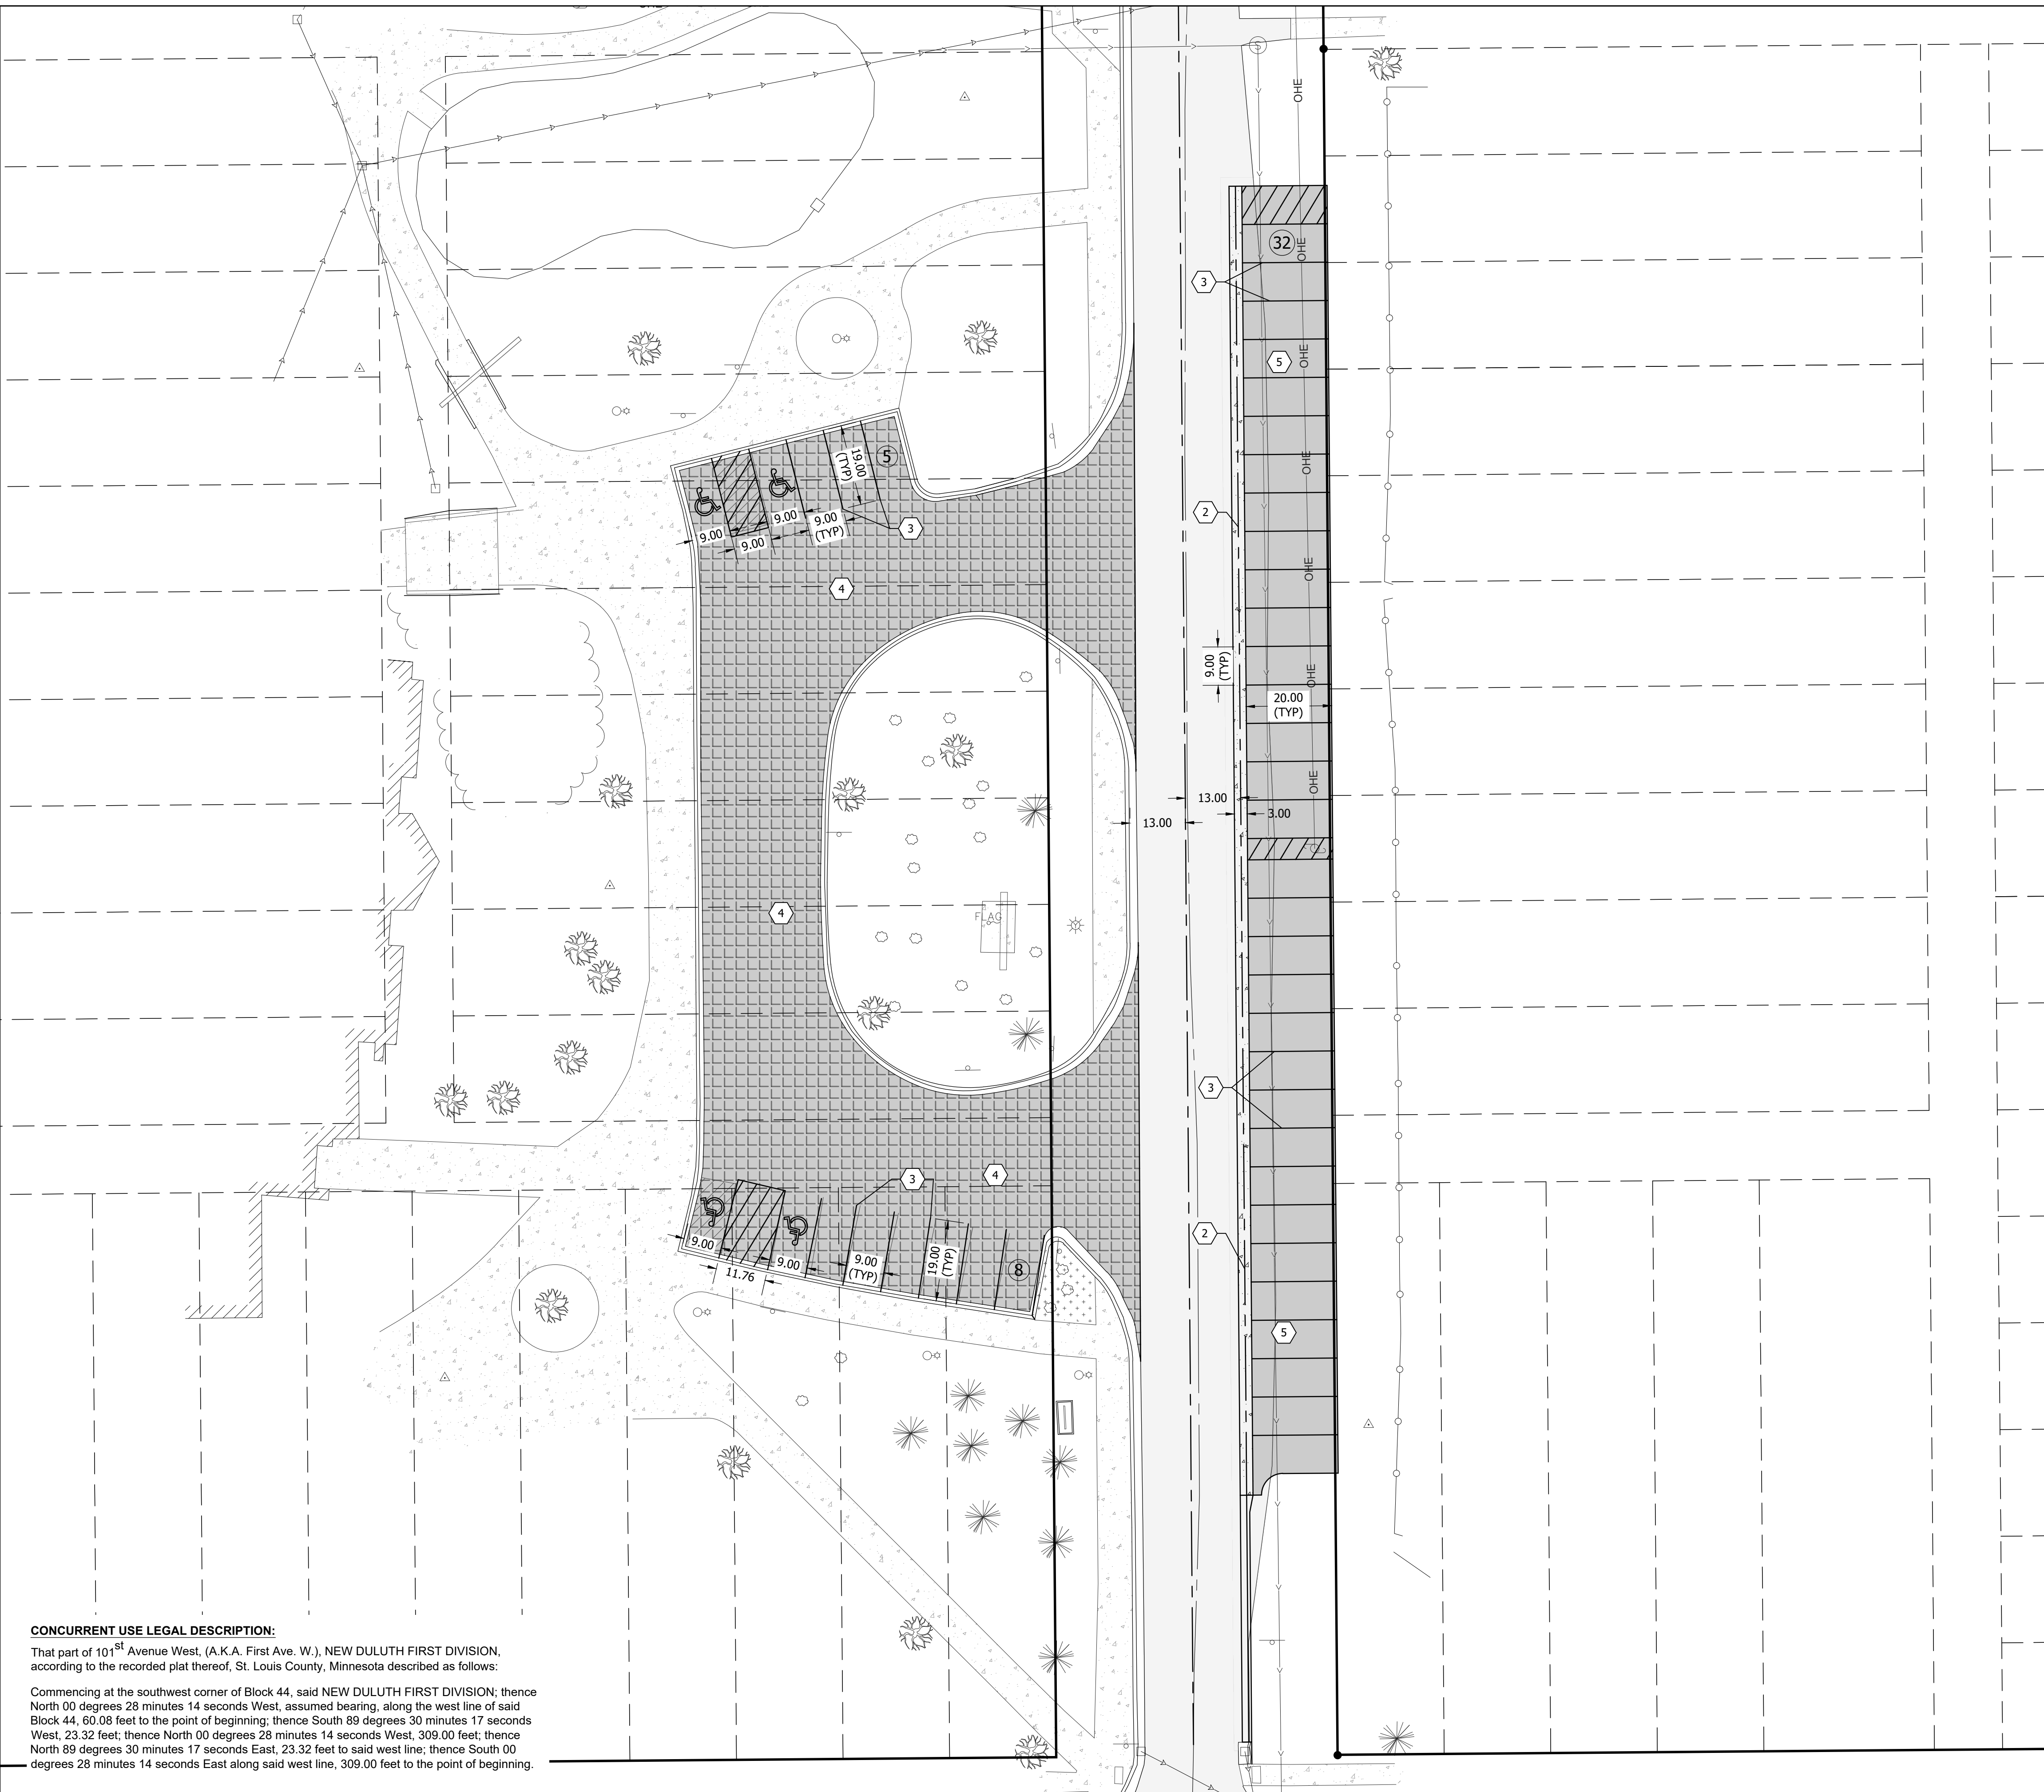 S
OHE
32
OHE
3
5
OHE
5
19.00
(TYP)
OHE
2
9.00
9.00
9.00
(TYP)
3
9.00
OHE
4
9.00
(TYP)
OHE
20.00
(TYP)
OHE
13.00
3.00
13.00
4
FLAG
3
3
4
2
9.00
11.76
9.00
9.00
(TYP)
19.00
(TYP)
8
5
CONCURRENT USE LEGAL DESCRIPTION:
That part of 101st Avenue West, (A.K.A. First Ave. W.), NEW DULUTH FIRST DIVISION,
according to the recorded plat thereof, St. Louis County, Minnesota described as follows:
Commencing at the southwest corner of Block 44, said NEW DULUTH FIRST DIVISION; thence
North 00 degrees 28 minutes 14 seconds West, assumed bearing, along the west line of said
Block 44, 60.08 feet to the point of beginning; thence South 89 degrees 30 minutes 17 seconds
West, 23.32 feet; thence North 00 degrees 28 minutes 14 seconds West, 309.00 feet; thence
North 89 degrees 30 minutes 17 seconds East, 23.32 feet to said west line; thence South 00
degrees 28 minutes 14 seconds East along said west line, 309.00 feet to the point of beginning.